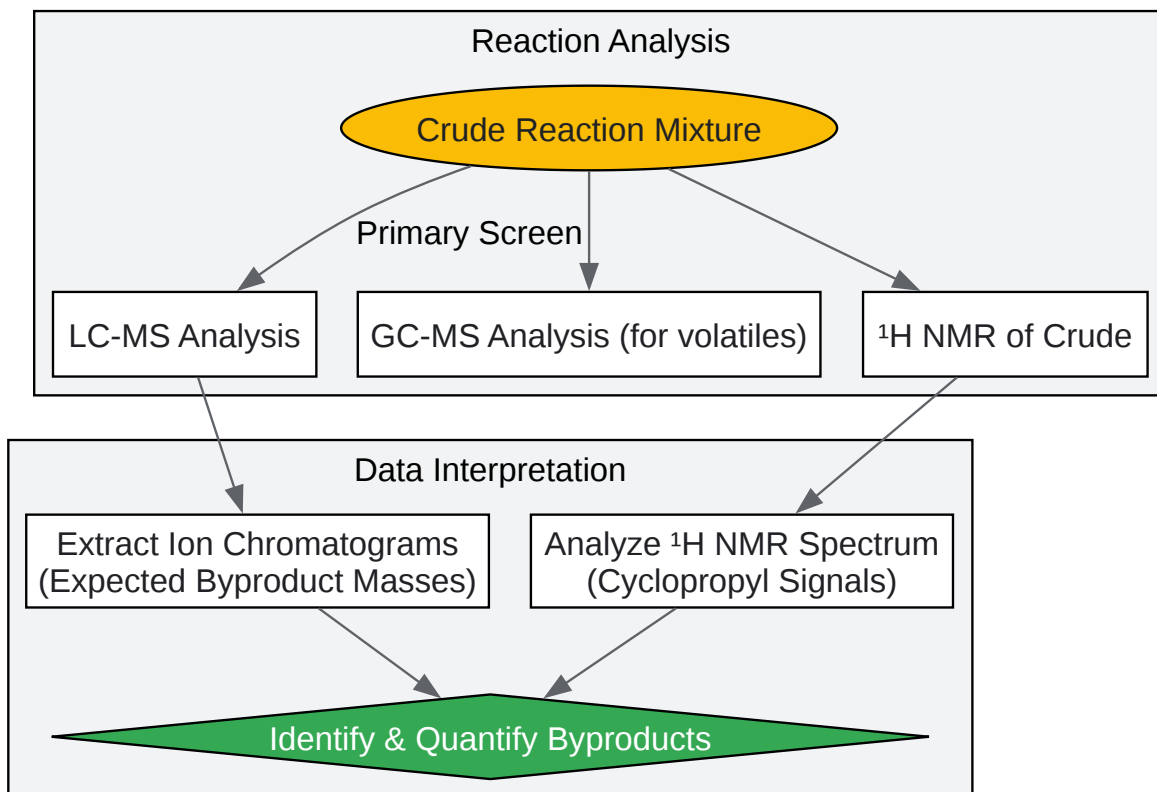 Reaction Analysis
Crude Reaction Mixture
Primary Screen
LC-MS Analysis
GC-MS Analysis (for volatiles)
¹H NMR of Crude
Data Interpretation
Extract Ion Chromatograms
(Expected Byproduct Masses)
Analyze ¹H NMR Spectrum
(Cyclopropyl Signals)
Identify & Quantify Byproducts